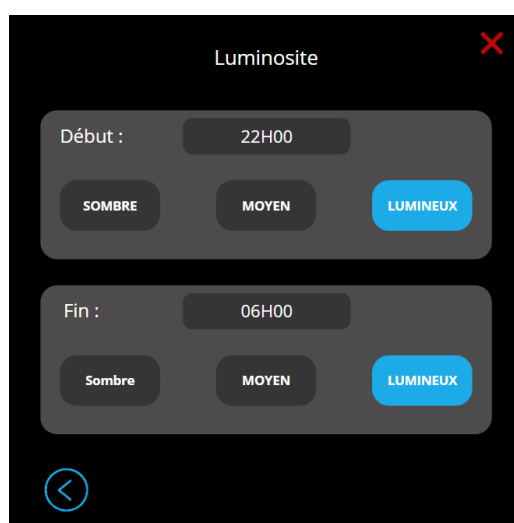 Luminosite
Début : 22H00
SOMBRE MOYEN LUMINEUX
Fin : 06H00
Sombre MOYEN LUMINEUX